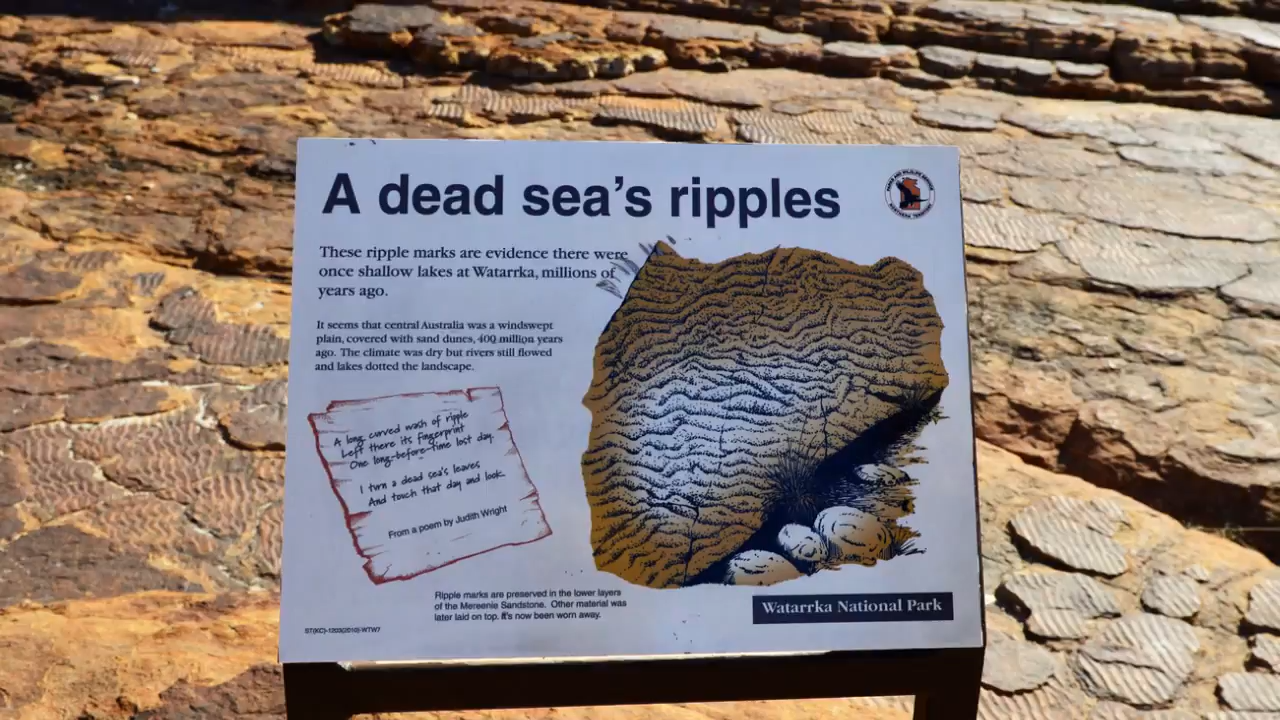 A dead sea's ripples
These ripple marks are evidence there were
once shallow lakes at Watarrka, millions of
years ago.
It seems that central Australia was a windswept
plain, covered with sand dunes, 400 million years
ago. The climate was dry but rivers still flowed
and lakes dotted the landscape.
A long curved wash of ripple
Left there its fingerprint
One long-before-time lost day.
I turn a dead sea's leaves
And touch that day and look.
From a poem by Judith Wright
Ripple marks are preserved in the lower layers
of the Mereenie Sandstone. Other material was
later laid on top. It's now been worn away.
Watarrka National Park